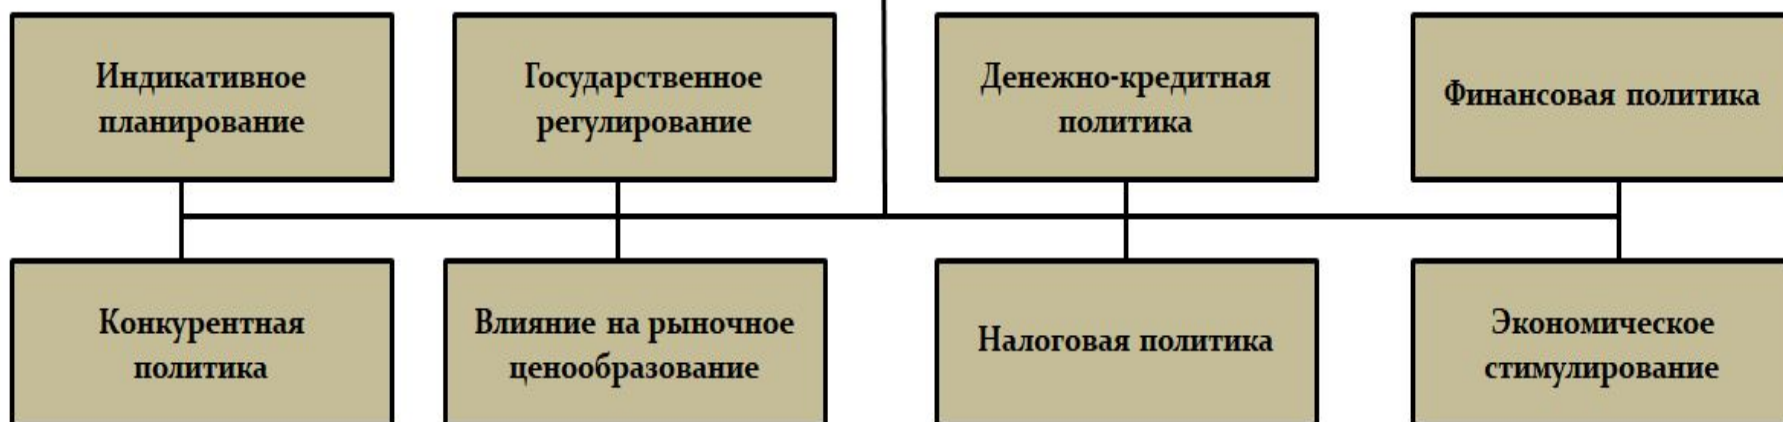 Индикативное
планирование
Государственное
регулирование
Денежно-кредитная
политика
Финансовая политика
Конкурентная
политика
Влияние на рыночное
ценообразование
Налоговая политика
Экономическое
стимулирование